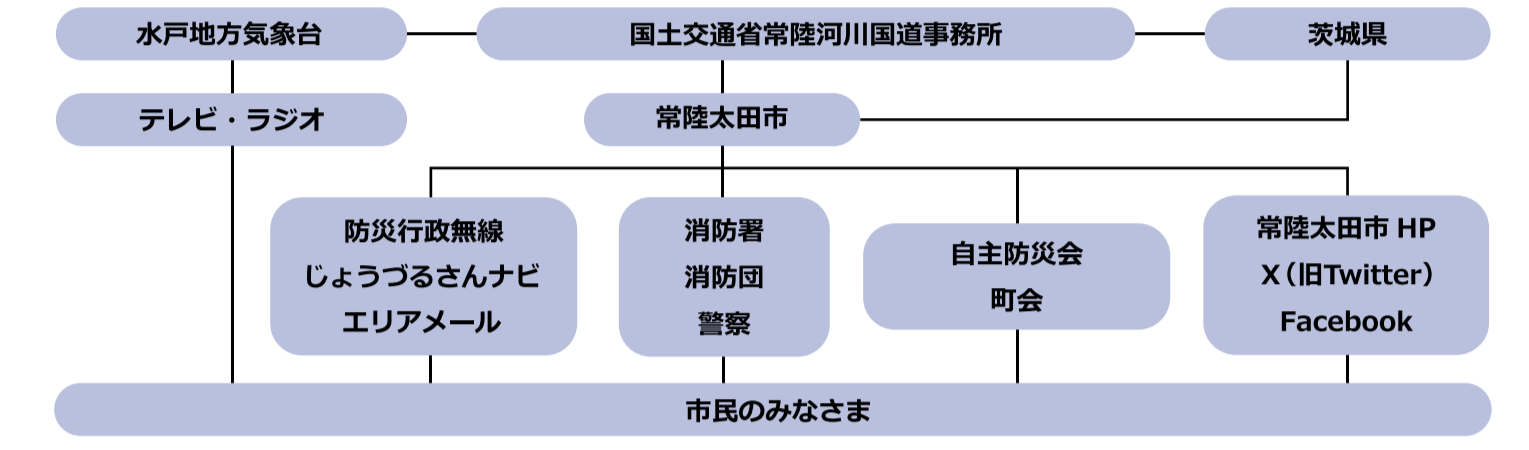 水戸地方気象台
国土交通省常陸河川国道事務所
茨城県
テレビ・ラジオ
常陸太田市
防災行政無線
じょうづるさんナビ
エリアメール
消防署
消防団
警察
自主防災会
町会
常陸太田市 HP
X（旧Twitter）
Facebook
市民のみなさま